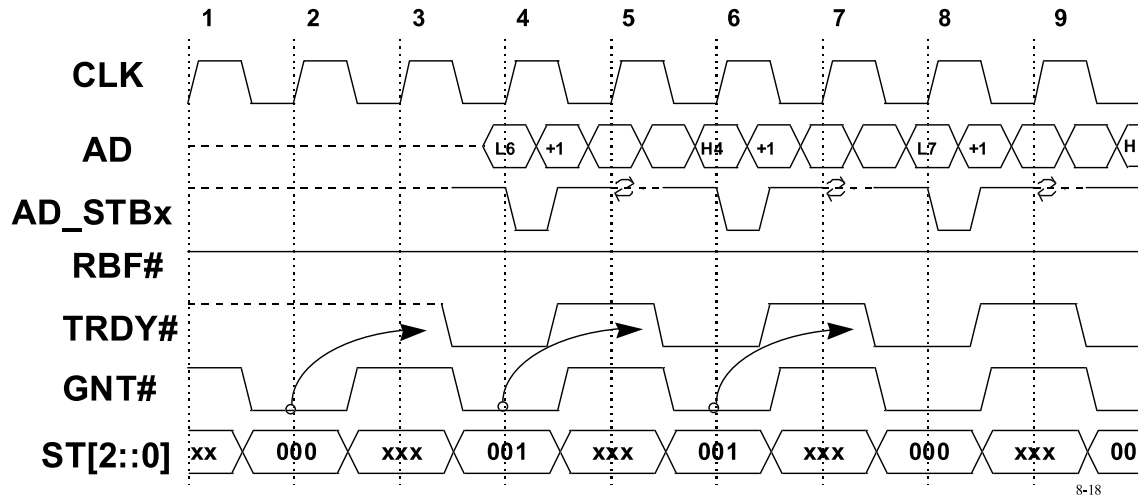 1 2 3 4 5 6 7 8 9
CLK
AD L6 +1 H4 +1 L7 +1 H
AD_STBx
RBF#
TRDY#
GNT#
ST[2::0] xx 000 xxx 001 xxx 001 xxx 000 xxx 00
8-18